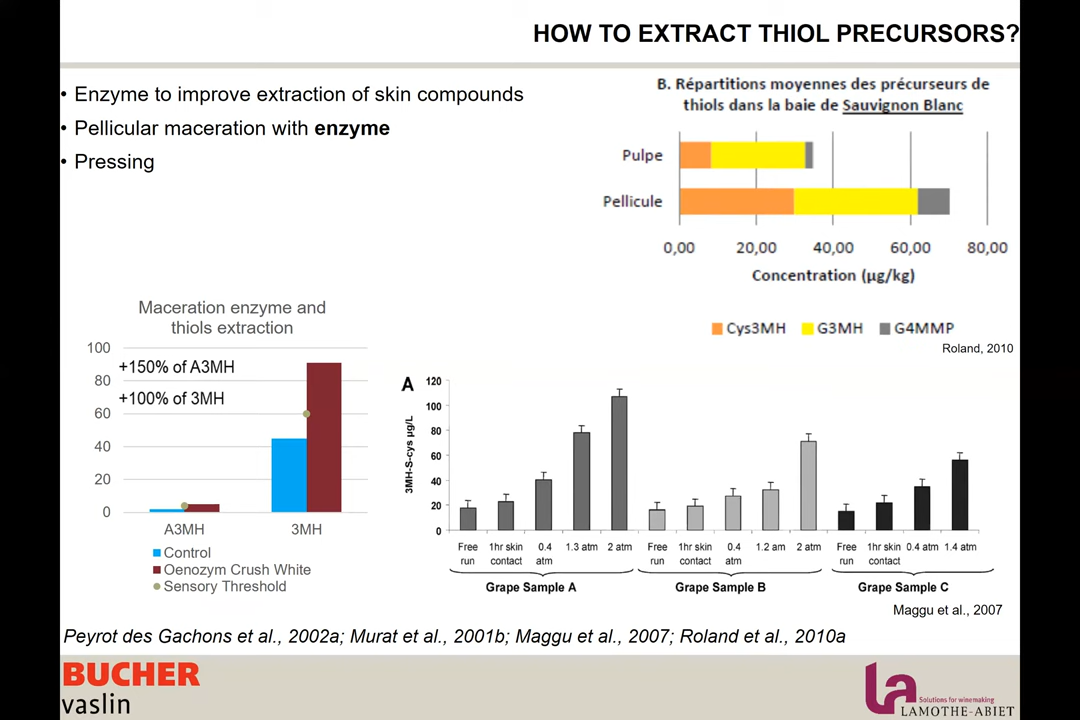 HOW TO EXTRACT THIOL PRECURSORS?
• Enzyme to improve extraction of skin compounds
• Pellicular maceration with enzyme
• Pressing
B. Répartitions moyennes des précurseurs de
thiols dans la baie de Sauvignon Blanc
Pulpe
Pellicule
0,00 20,00 40,00 60,00 80,00
Concentration (µg/kg)
Cys3MH G3MH G4MMP
Roland, 2010
Maceration enzyme and
thiols extraction
100
80
60
40
20
0
+150% of A3MH
+100% of 3MH
A3MH 3MH
Control
Oenozym Crush White
Sensory Threshold
A
3MH-S-cys µg/L
120
100
80
60
40
20
0
Free run 1hr skin contact 0.4 atm 1.3 atm 2 atm Free run 1hr skin contact 0.4 atm 1.2 am 2 atm Free run 1hr skin contact 0.4 atm 1.4 atm
Grape Sample A Grape Sample B Grape Sample C
Maggu et al., 2007
Peyrot des Gachons et al., 2002a; Murat et al., 2001b; Maggu et al., 2007; Roland et al., 2010a
BUCHER
vaslin
la
Solutions for winemaking
LAMOTHE-ABIET